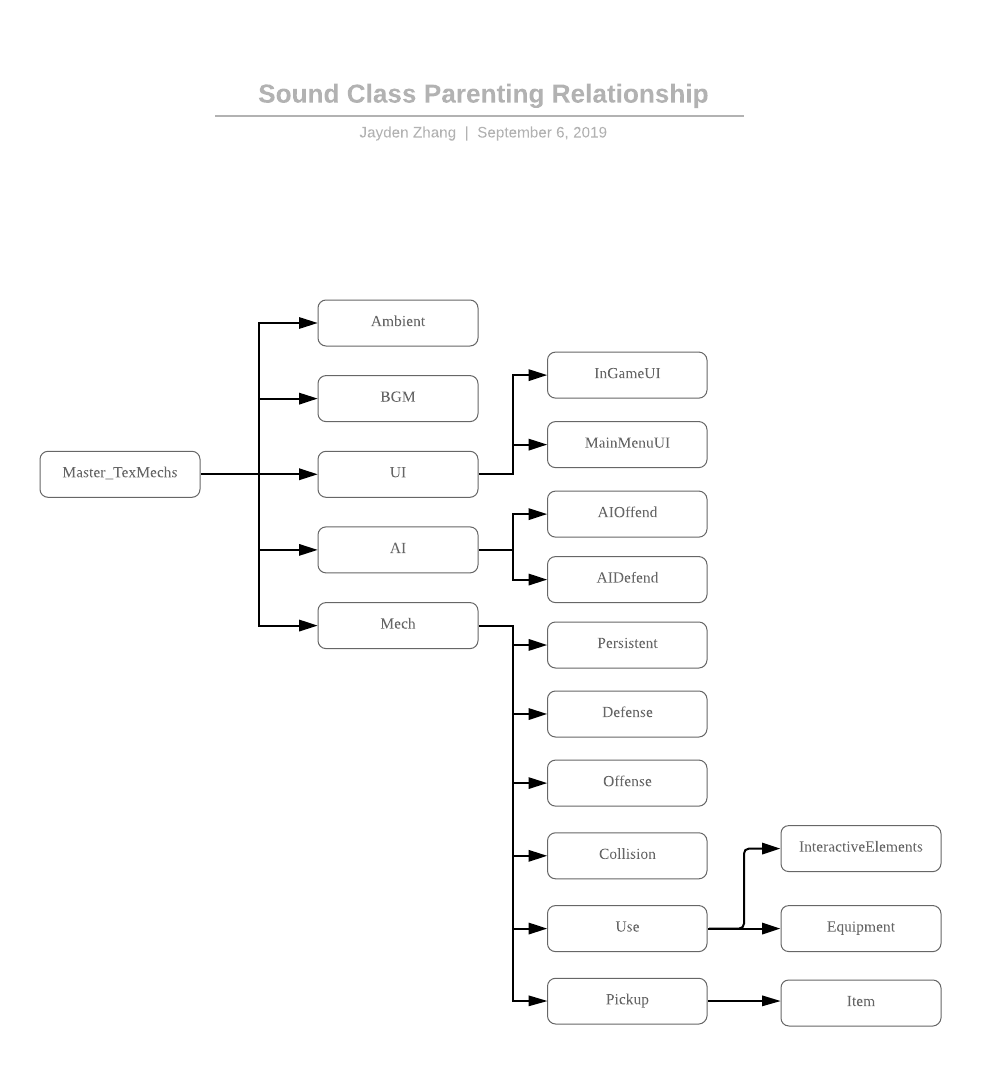 Sound Class Parenting Relationship
Jayden Zhang | September 6, 2019
Ambient
InGameUI
BGM
MainMenuUI
Master_TexMechs
UI
AIOffend
AI
AIDefend
Mech
Persistent
Defense
Offense
Collision
InteractiveElements
Use
Equipment
Pickup
Item